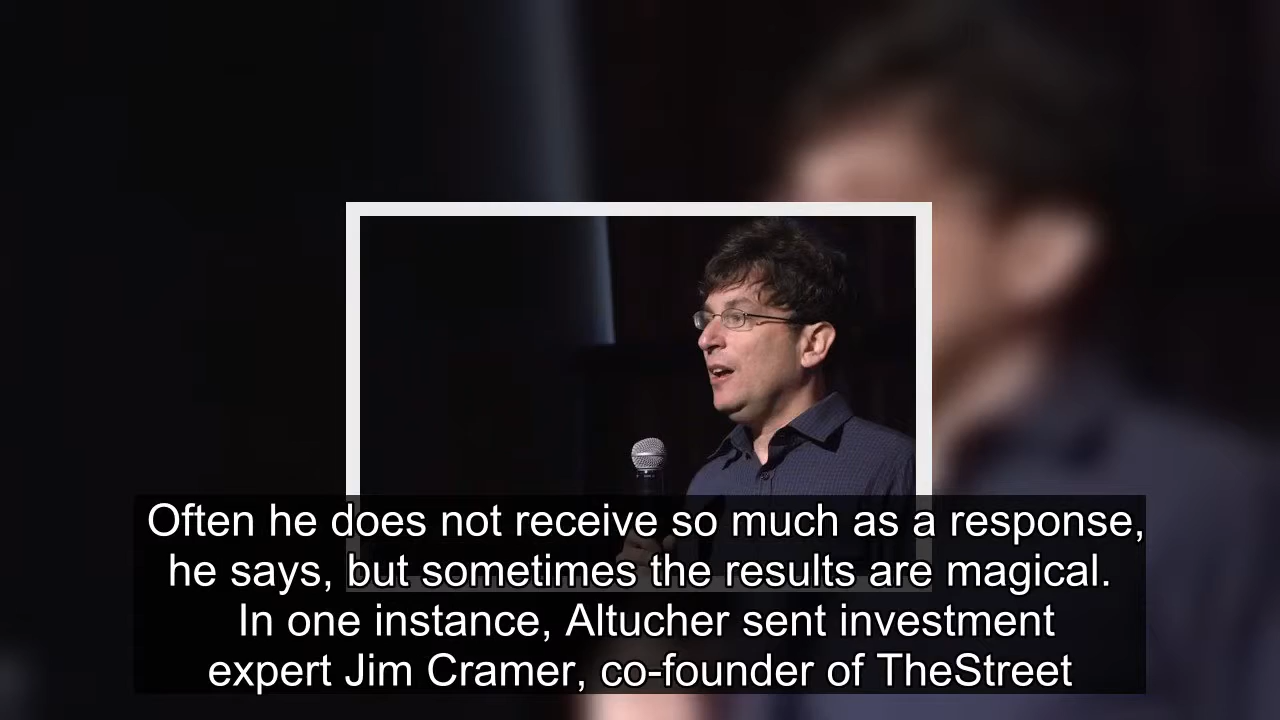 Often he does not receive so much as a response,
he says, but sometimes the results are magical.
In one instance, Altucher sent investment
expert Jim Cramer, co-founder of TheStreet